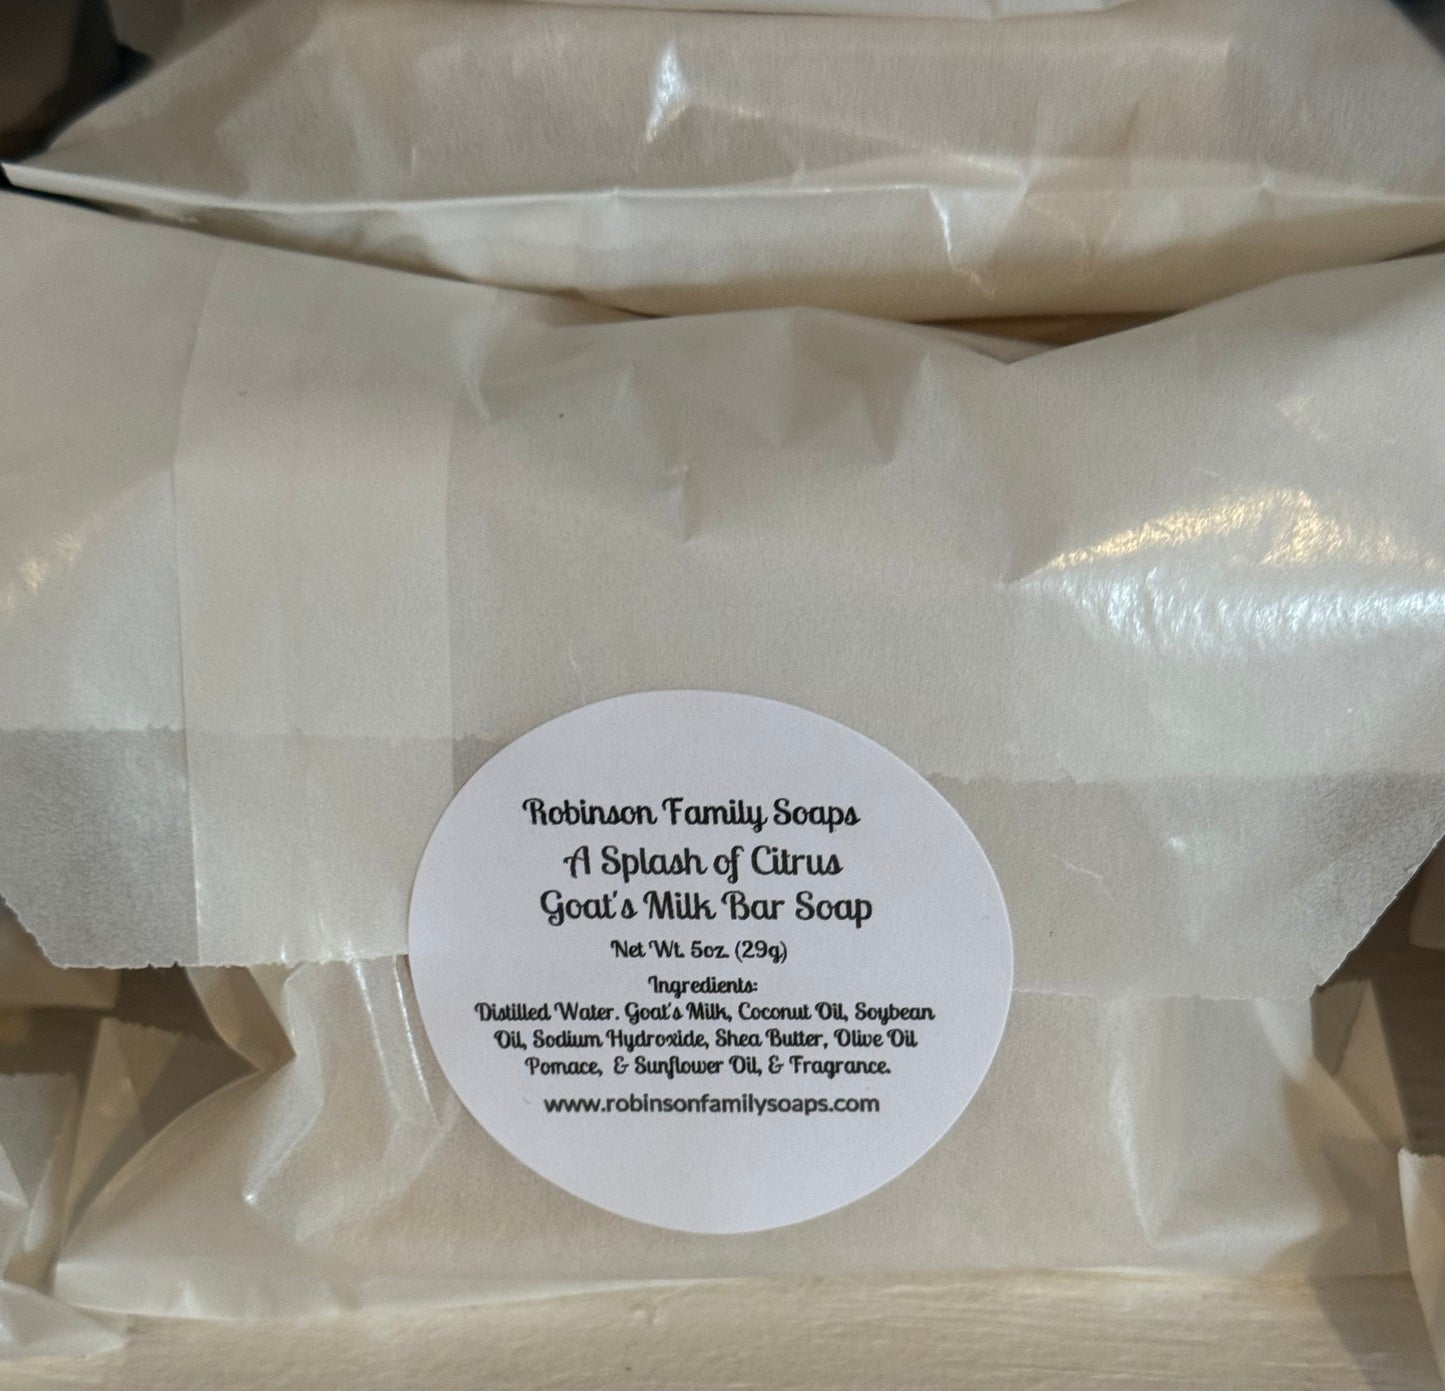 Robinson Family Soaps
A Splash of Citrus
Goat's Milk Bar Soap
Net Wt. 5oz. (29g)
Ingredients:
Distilled Water. Goat's Milk, Coconut Oil, Soybean
Oil, Sodium Hydroxide, Shea Butter, Olive Oil
Pomace, & Sunflower Oil, & Fragrance.
www.robinsonfamilysoaps.com